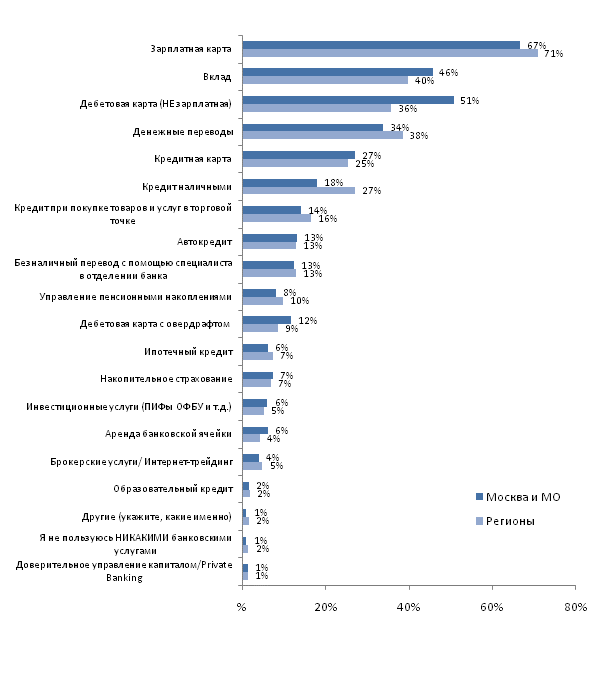 Зарплатная карта
67%
71%
Вклад
46%
40%
Дебетовая карта (НЕзарплатная)
51%
36%
Денежные переводы
34%
38%
Кредитная карта
27%
25%
Кредит наличными
18%
27%
Кредит при покупке товаров и услуг в торговой
точке
14%
16%
Автокредит
13%
13%
Безналичный перевод с помощью специалиста
в отделении банка
13%
13%
Управление пенсионными накоплениями
8%
10%
Дебетовая карта с овердрафтом
12%
9%
Ипотечный кредит
6%
7%
Накопительное страхование
7%
7%
Инвестиционные услуги (ПИФы ОФБУ и т.д.)
6%
5%
Аренда банковской ячейки
6%
4%
Брокерские услуги/ Интернет-трейдинг
4%
5%
Образовательный кредит
2%
2%
Другие (укажите, какие именно)
1%
2%
Я не пользуюсь НИКАКИМИ банковскими
услугами
1%
2%
Доверительное управление капиталом/Private
Banking
1%
1%
Москва и МО
Регионы
% 20% 40% 60% 80%